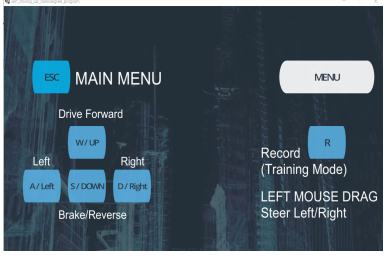 self_driving_car_nanodegree_program
ESC MAIN MENU
MENU
Drive Forward
W / UP
Left
Right
A / Left
S / DOWN
D / Right
Brake/Reverse
R
Record
(Training Mode)
LEFT MOUSE DRAG
Steer Left/Right